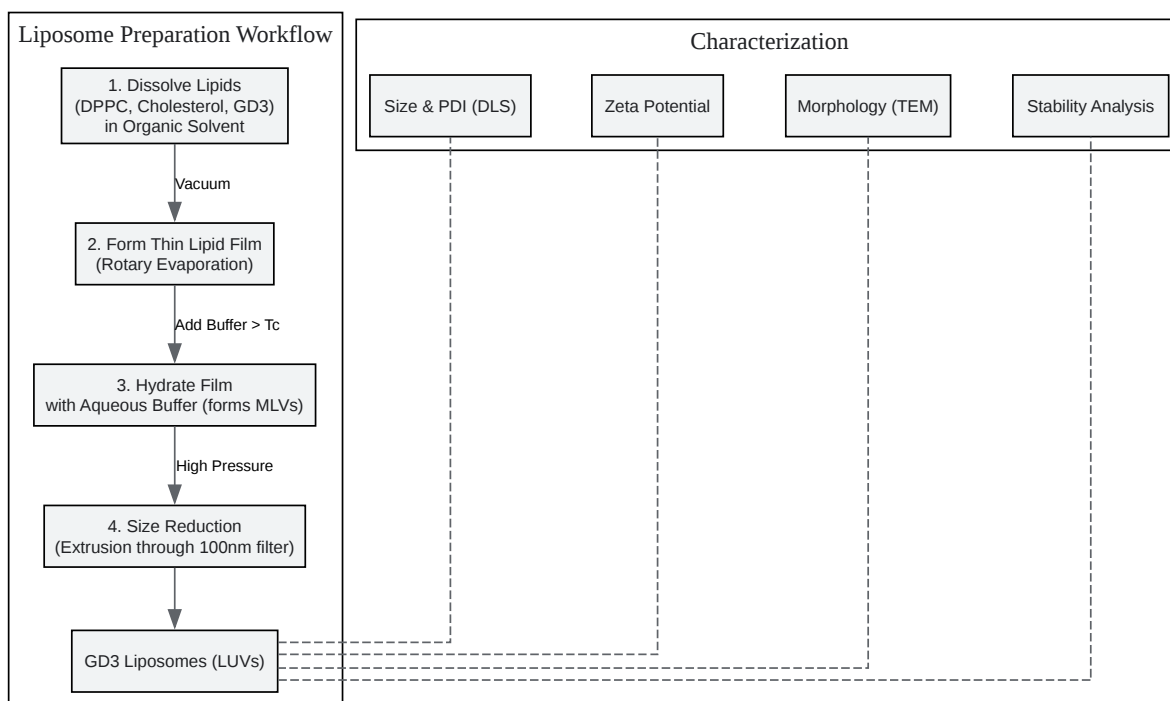 Liposome Preparation Workflow
1. Dissolve Lipids
(DPPC, Cholesterol, GD3)
in Organic Solvent
Vacuum
2. Form Thin Lipid Film
(Rotary Evaporation)
Add Buffer > Tc
3. Hydrate Film
with Aqueous Buffer (forms MLVs)
High Pressure
4. Size Reduction
(Extrusion through 100nm filter)
GD3 Liposomes (LUVs)
Characterization
Size & PDI (DLS)
Zeta Potential
Morphology (TEM)
Stability Analysis